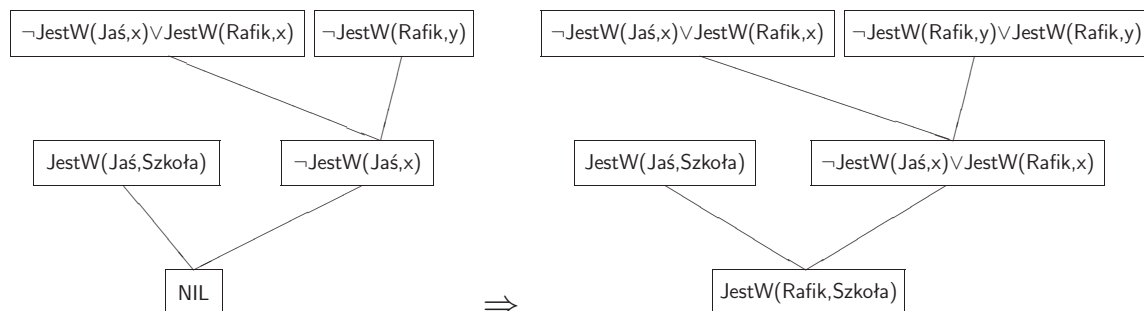 ¬JestW(Jaś,x)∨JestW(Rafik,x) ¬JestW(Rafik,y) ¬JestW(Jaś,x)∨JestW(Rafik,x) ¬JestW(Rafik,y)∨JestW(Rafik,y)
JestW(Jaś,Szkoła) ¬JestW(Jaś,x) JestW(Jaś,Szkoła) ¬JestW(Jaś,x)∨JestW(Rafik,x)
NIL ⇒ JestW(Rafik,Szkoła)